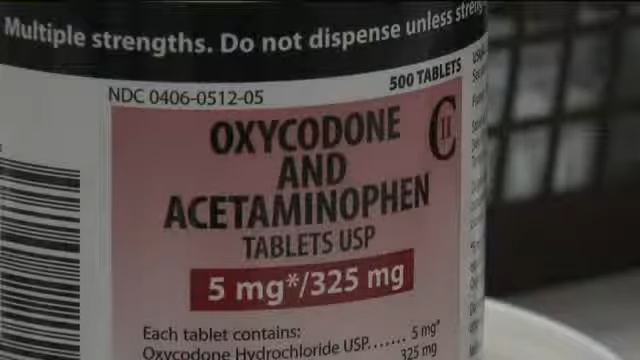 Multiple strengths. Do not dispense unless
500 TABLETS
NDC 0406-0512-05
OXYCODONE
CII
AND
ACETAMINOPHEN
TABLETS USP
5 mg*/325 mg
Each tablet contains:
Oxycodone Hydrochloride USP....... 5 mg*
325 mg